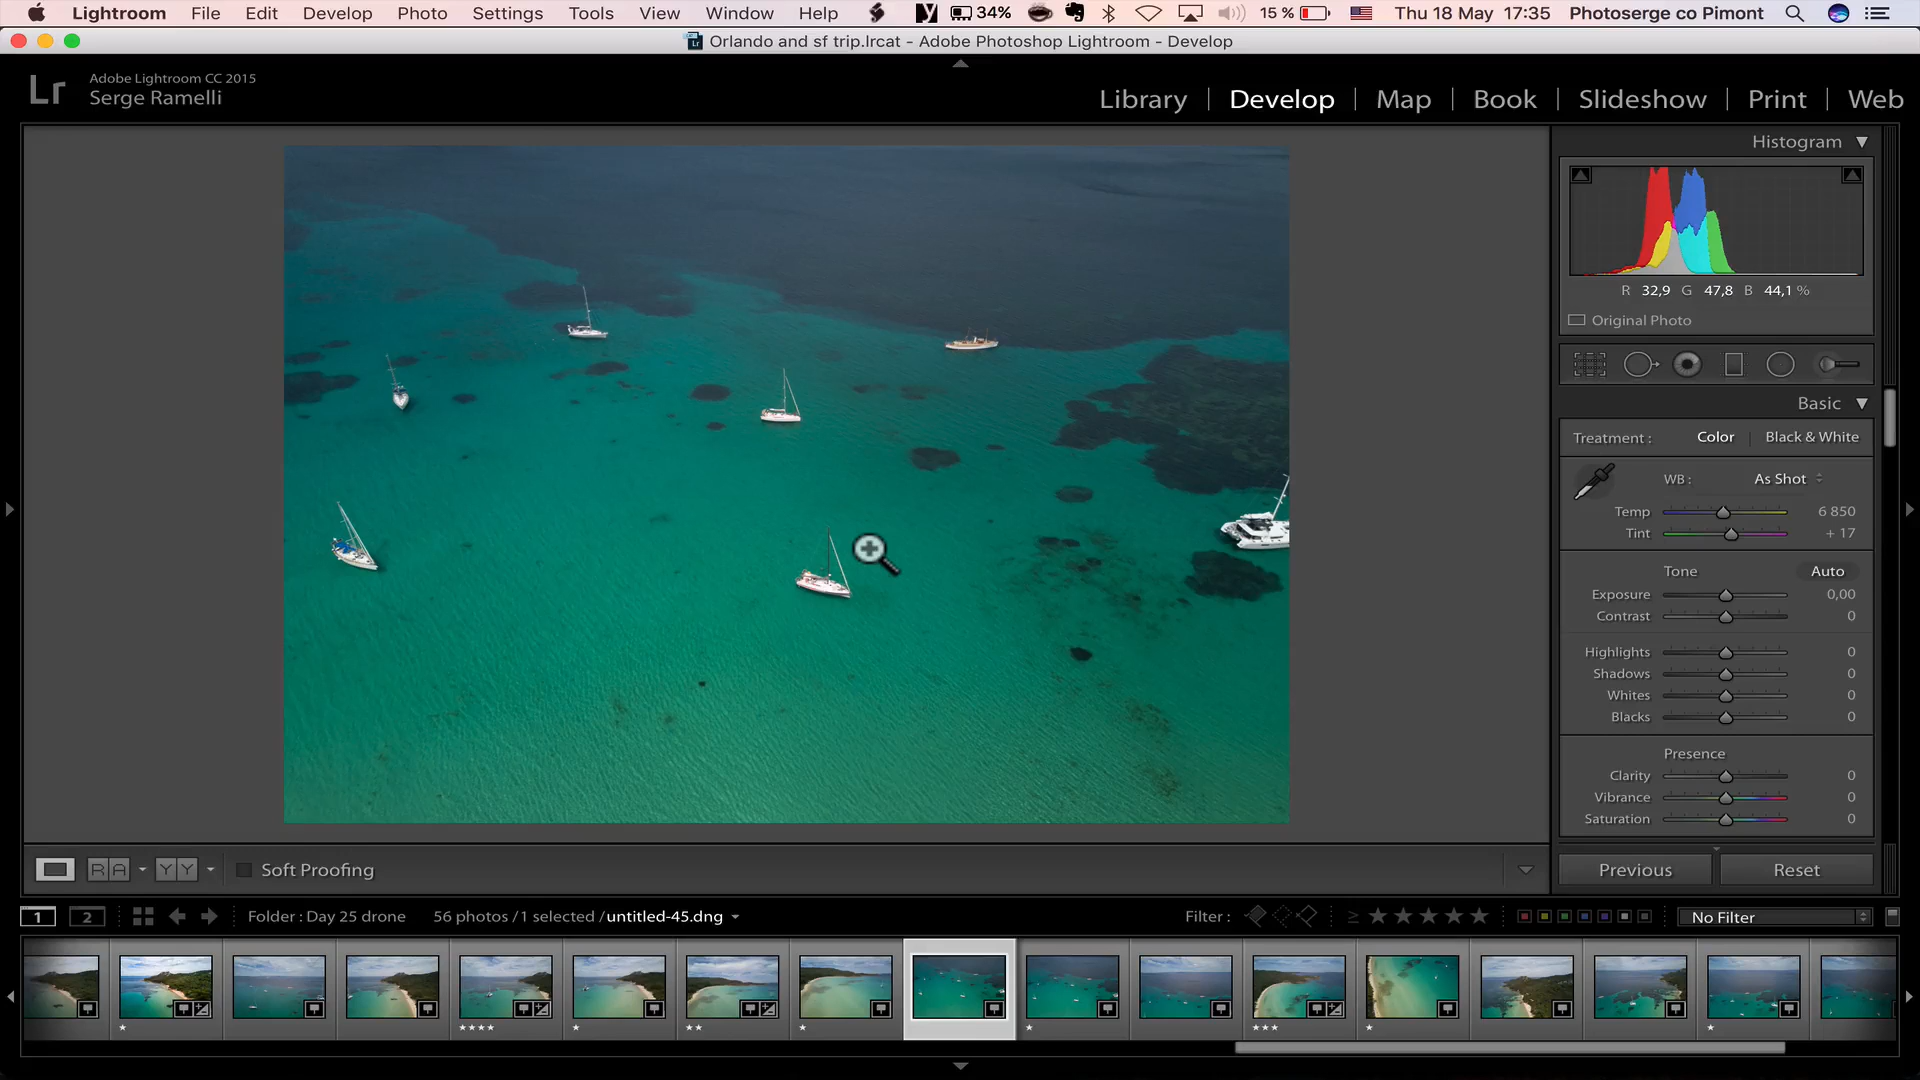 Lightroom File Edit Develop Photo Settings Tools View Window Help 34% 15 % Thu 18 May 17:35 Photoserge co Pimont
Orlando and sf trip.lrcat - Adobe Photoshop Lightroom - Develop
Lr
Adobe Lightroom CC 2015
Serge Ramelli
Library | Develop | Map | Book | Slideshow | Print | Web
Histogram
R 32,9 G 47,8 B 44,1 %
Original Photo
Basic
Treatment : Color | Black & White
WB : As Shot
Temp 6 850
Tint + 17
Tone Auto
Exposure 0,00
Contrast 0
Highlights 0
Shadows 0
Whites 0
Blacks 0
Presence
Clarity 0
Vibrance 0
Saturation 0
R A Y Y Soft Proofing
Previous Reset
1 2 Folder : Day 25 drone 56 photos / 1 selected / untitled-45.dng Filter : No Filter